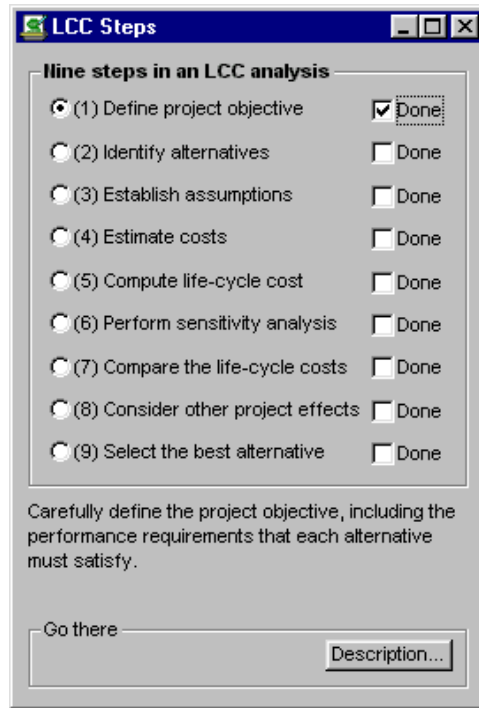 LCC Steps
Nine steps in an LCC analysis
(1) Define project objective Done
(2) Identify alternatives Done
(3) Establish assumptions Done
(4) Estimate costs Done
(5) Compute life-cycle cost Done
(6) Perform sensitivity analysis Done
(7) Compare the life-cycle costs Done
(8) Consider other project effects Done
(9) Select the best alternative Done
Carefully define the project objective, including the
performance requirements that each alternative
must satisfy.
Go there
Description...